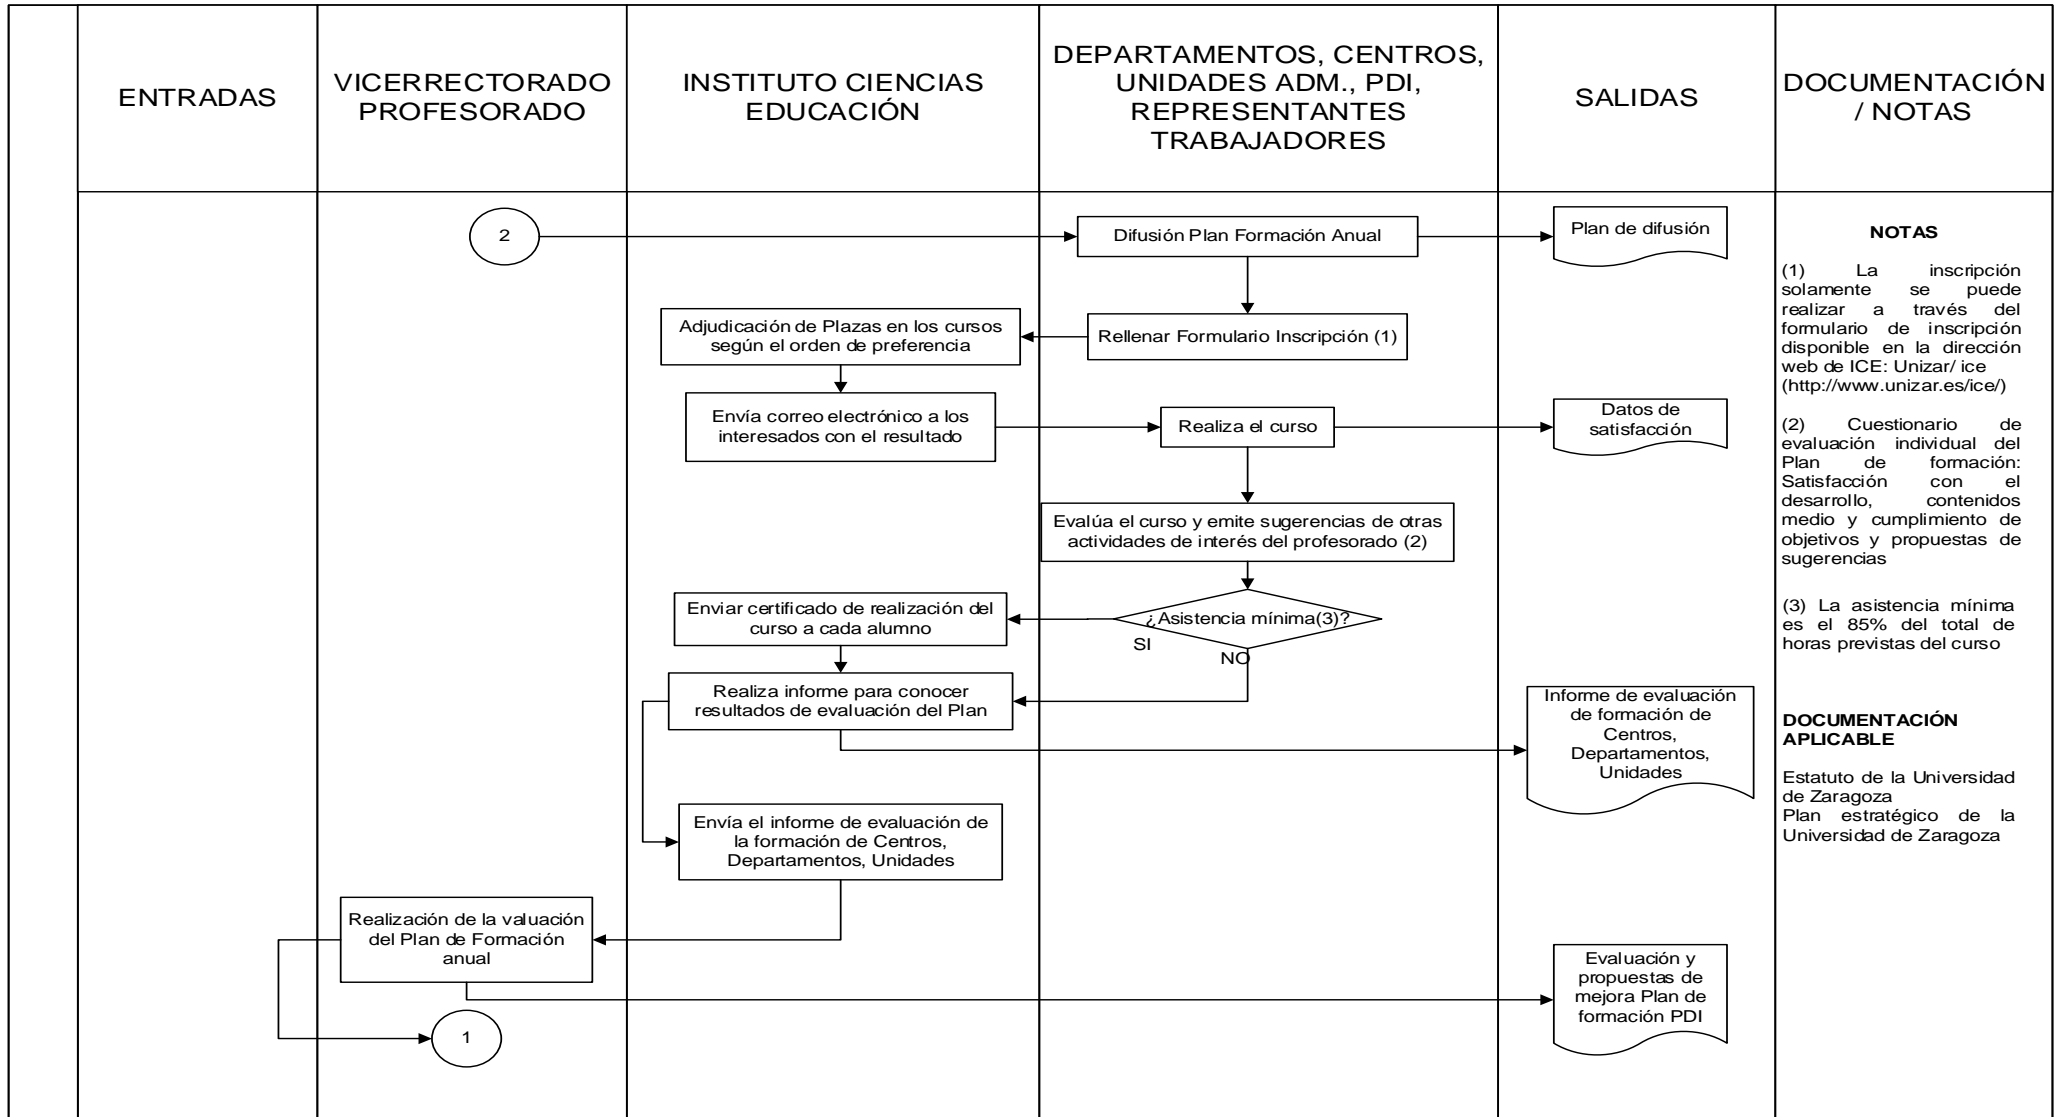 ENTRADAS
VICERRECTORADO
PROFESORADO
INSTITUTO CIENCIAS
EDUCACIÓN
DEPARTAMENTOS, CENTROS,
UNIDADES ADM., PDI,
REPRESENTANTES
TRABAJADORES
SALIDAS
DOCUMENTACIÓN
/ NOTAS
2
Difusión Plan Formación Anual
Plan de difusión
Rellenar Formulario Inscripción (1)
Adjudicación de Plazas en los cursos
según el orden de preferencia
Envía correo electrónico a los
interesados con el resultado
Realiza el curso
Datos de
satisfacción
Evalúa el curso y emite sugerencias de otras
actividades de interés del profesorado (2)
¿Asistencia mínima(3)?
SI
NO
Enviar certificado de realización del
curso a cada alumno
Realiza informe para conocer
resultados de evaluación del Plan
Informe de evaluación
de formación de
Centros,
Departamentos,
Unidades
Envía el informe de evaluación de
la formación de Centros,
Departamentos, Unidades
Realización de la valuación
del Plan de Formación
anual
Evaluación y
propuestas de
mejora Plan de
formación PDI
1
NOTAS
(1) La inscripción
solamente se puede
realizar a través del
formulario de inscripción
disponible en la dirección
web de ICE: Unizar/ ice
(http://www.unizar.es/ice/)
(2) Cuestionario de
evaluación individual del
Plan de formación:
Satisfacción con el
desarrollo, contenidos
medio y cumplimiento de
objetivos y propuestas de
sugerencias
(3) La asistencia mínima
es el 85% del total de
horas previstas del curso
DOCUMENTACIÓN
APLICABLE
Estatuto de la Universidad
de Zaragoza
Plan estratégico de la
Universidad de Zaragoza